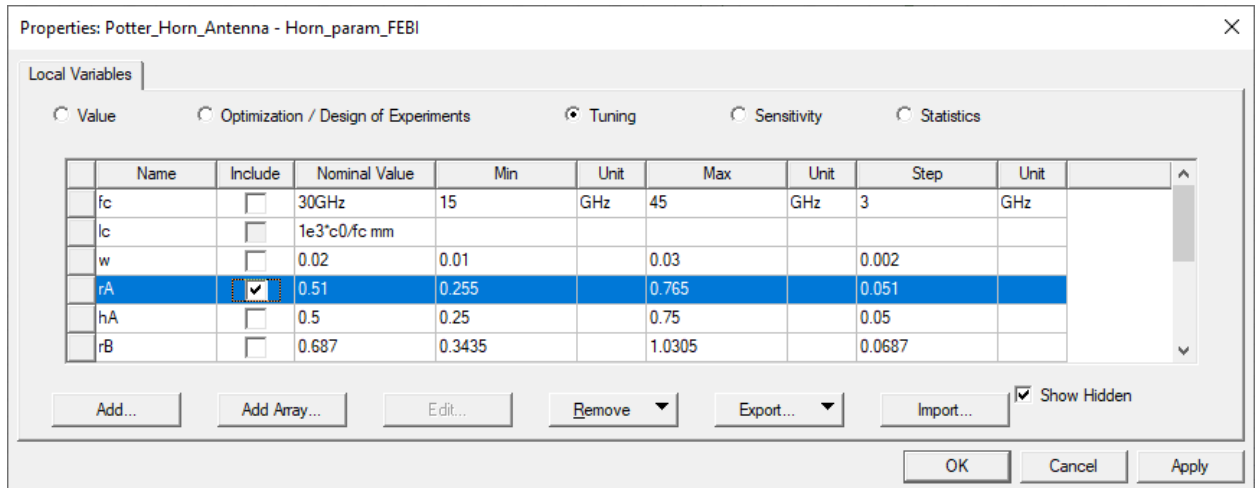 Properties: Potter_Horn_Antenna - Horn_param_FEBI
Local Variables
Value Optimization / Design of Experiments Tuning Sensitivity Statistics
Name Include Nominal Value Min Unit Max Unit Step Unit
fc 30GHz 15 GHz 45 GHz 3 GHz
lc 1e3*c0/fc mm
w 0.02 0.01 0.03 0.002
rA 0.51 0.255 0.765 0.051
hA 0.5 0.25 0.75 0.05
rB 0.687 0.3435 1.0305 0.0687
Add... Add Array... Edit... Remove Export... Import... Show Hidden
OK Cancel Apply